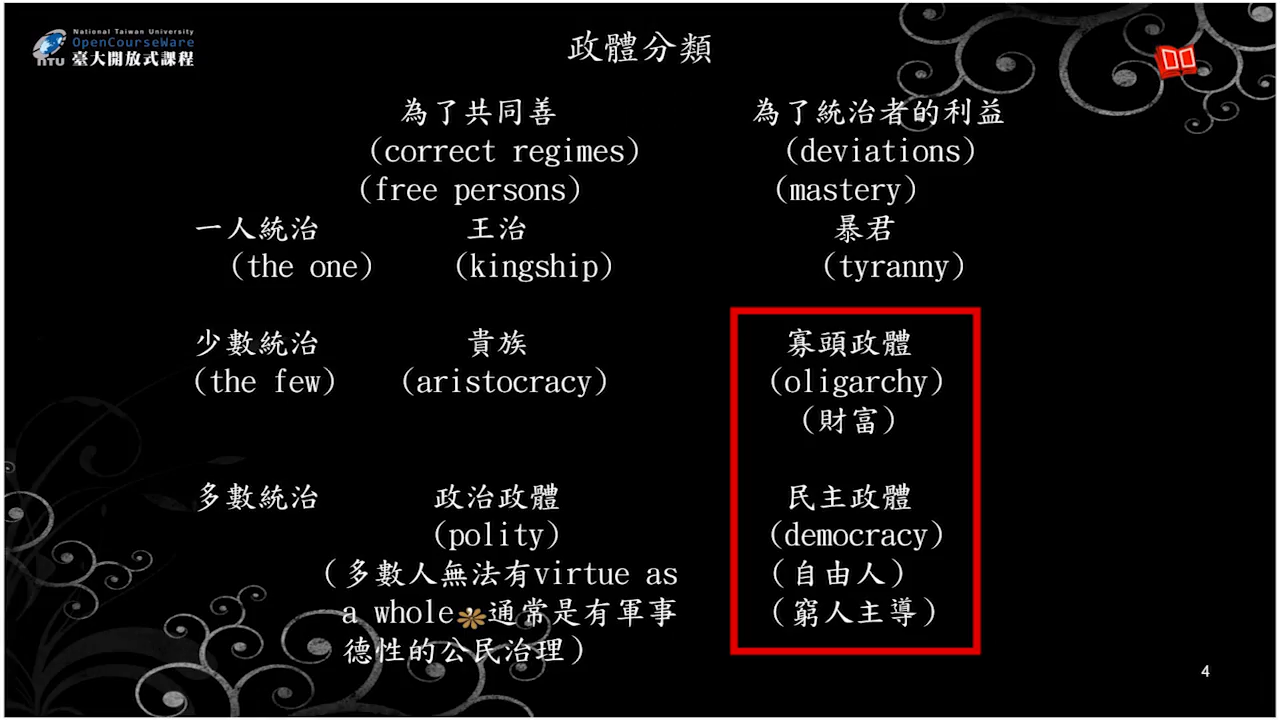 National Taiwan University
OpenCourseWare
NTU 臺大開放式課程
政體分類
為了共同善 為了統治者的利益
(correct regimes) (deviations)
(free persons) (mastery)
一人統治 王治 暴君
(the one) (kingship) (tyranny)
少數統治 貴族 寡頭政體
(the few) (aristocracy) (oligarchy)
(財富)
多數統治 政治政體 民主政體
(polity) (democracy)
(多數人無法有virtue as (自由人)
a whole，通常是有軍事 (窮人主導)
德性的公民治理)
4